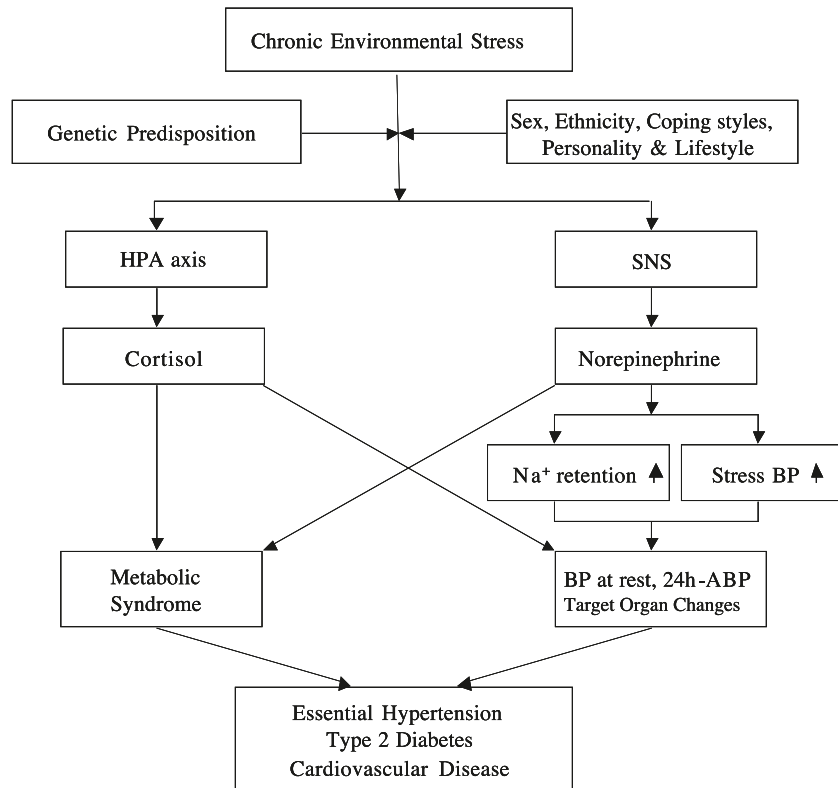 Chronic Environmental Stress
Genetic Predisposition
Sex, Ethnicity, Coping styles,
Personality & Lifestyle
HPA axis
SNS
Cortisol
Norepinephrine
Na⁺ retention
Stress BP
Metabolic
Syndrome
BP at rest, 24h-ABP
Target Organ Changes
Essential Hypertension
Type 2 Diabetes
Cardiovascular Disease